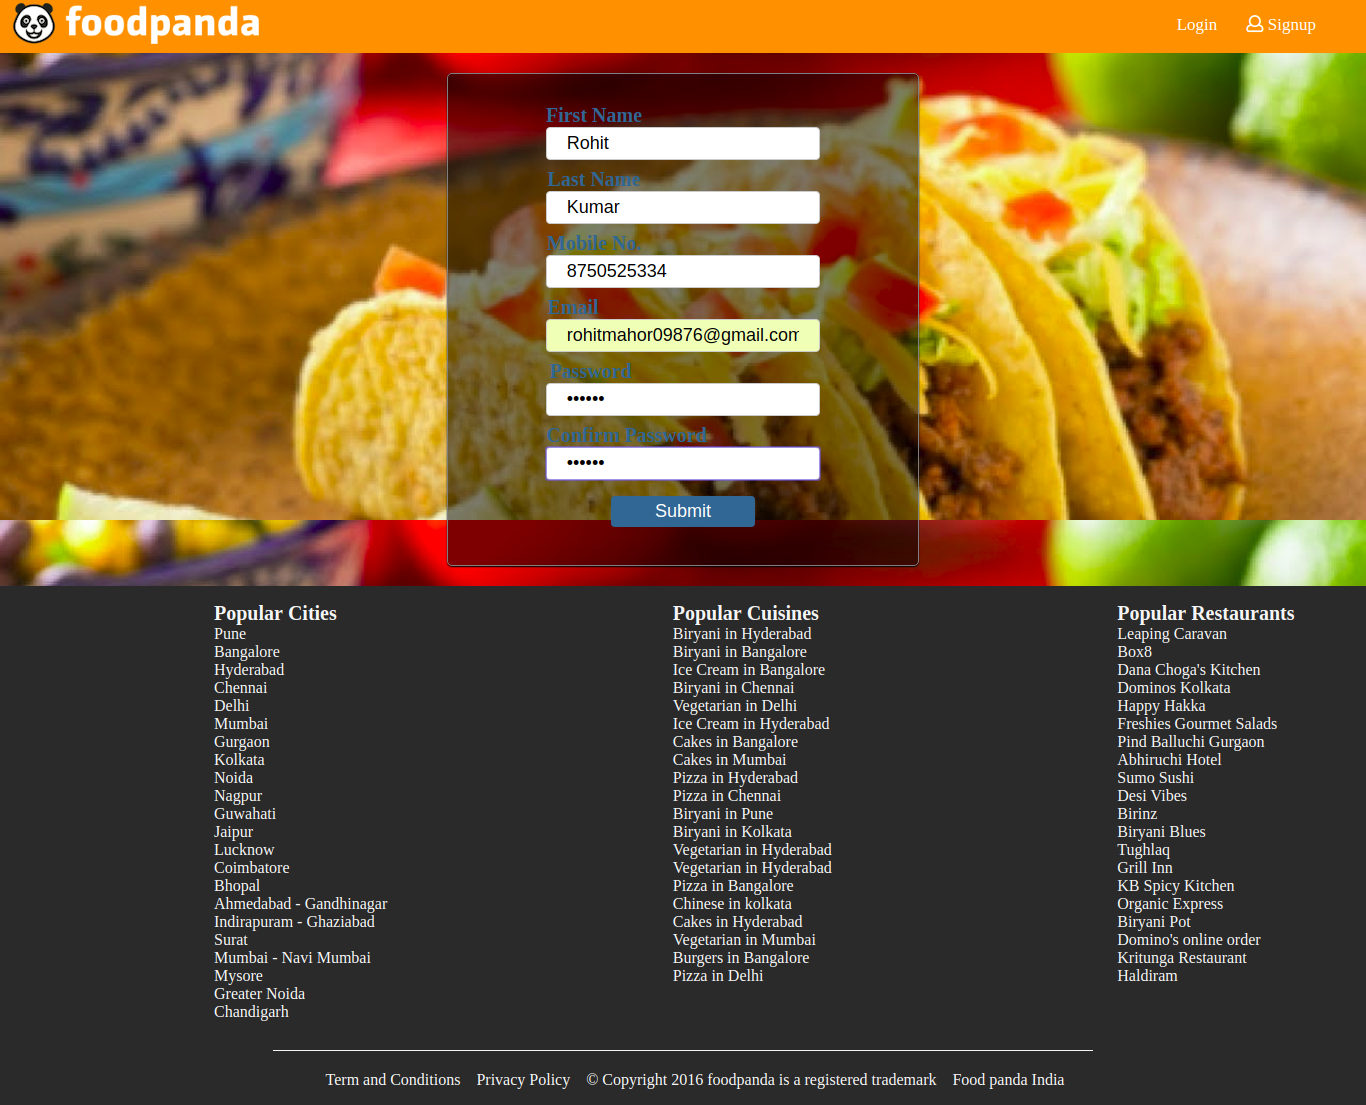 foodpanda
Login Signup
First Name
Rohit
Last Name
Kumar
Mobile No.
8750525334
Email
rohitmahor09876@gmail.com
Password
••••••
Confirm Password
••••••
Submit
Popular Cities
Pune
Bangalore
Hyderabad
Chennai
Delhi
Mumbai
Gurgaon
Kolkata
Noida
Nagpur
Guwahati
Jaipur
Lucknow
Coimbatore
Bhopal
Ahmedabad - Gandhinagar
Indirapuram - Ghaziabad
Surat
Mumbai - Navi Mumbai
Mysore
Greater Noida
Chandigarh
Popular Cuisines
Biryani in Hyderabad
Biryani in Bangalore
Ice Cream in Bangalore
Biryani in Chennai
Vegetarian in Delhi
Ice Cream in Hyderabad
Cakes in Bangalore
Cakes in Mumbai
Pizza in Hyderabad
Pizza in Chennai
Biryani in Pune
Biryani in Kolkata
Vegetarian in Hyderabad
Vegetarian in Hyderabad
Pizza in Bangalore
Chinese in kolkata
Cakes in Hyderabad
Vegetarian in Mumbai
Burgers in Bangalore
Pizza in Delhi
Popular Restaurants
Leaping Caravan
Box8
Dana Choga's Kitchen
Dominos Kolkata
Happy Hakka
Freshies Gourmet Salads
Pind Balluchi Gurgaon
Abhiruchi Hotel
Sumo Sushi
Desi Vibes
Birinz
Biryani Blues
Tughlaq
Grill Inn
KB Spicy Kitchen
Organic Express
Biryani Pot
Domino's online order
Kritunga Restaurant
Haldiram
Term and Conditions Privacy Policy © Copyright 2016 foodpanda is a registered trademark Food panda India